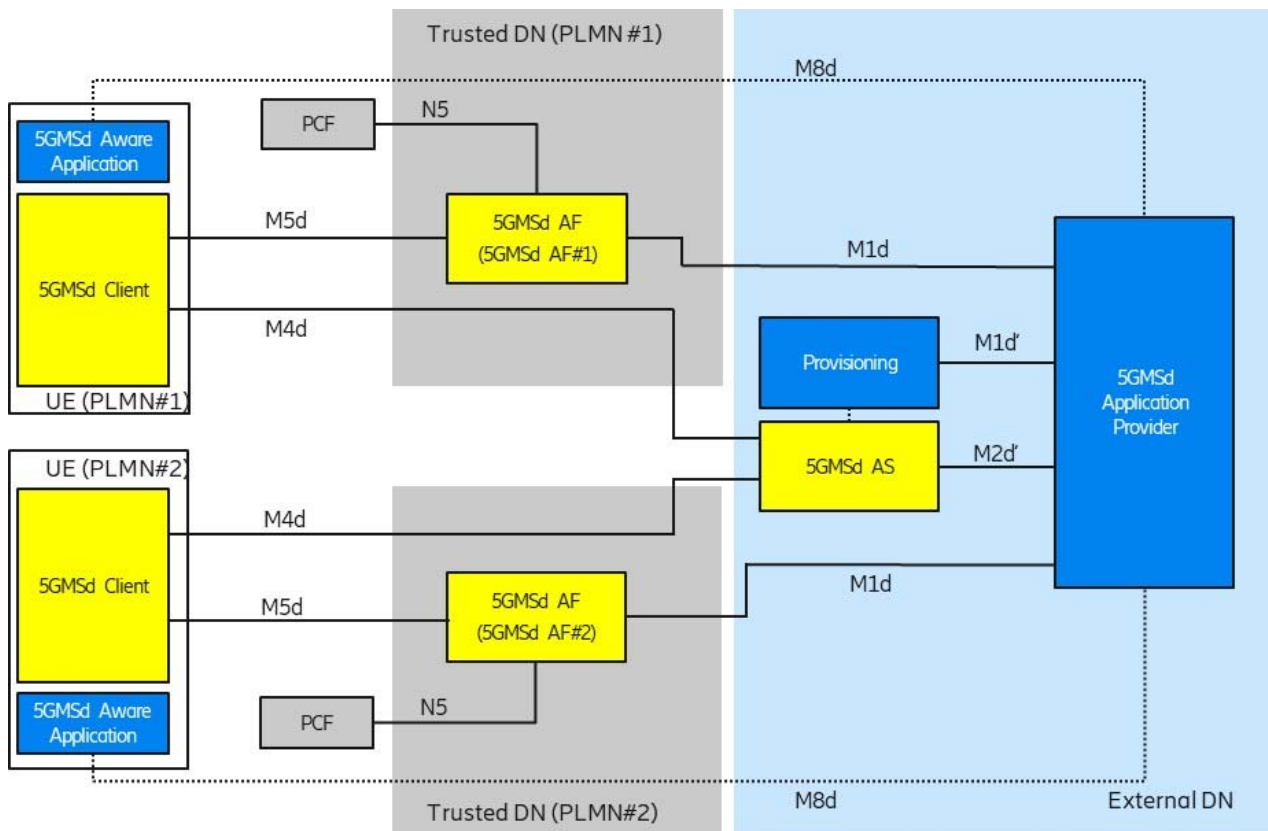 Trusted DN (PLMN #1)
M8d
N5
PCF
5GMSd Aware
Application
M5d
5GMSd AF
(5GMSd AF#1)
M1d
5GMSd Client
M4d
Provisioning
M1d'
5GMSd
Application
Provider
UE (PLMN#1)
UE (PLMN#2)
5GMSd AS
M2d'
M4d
5GMSd Client
M5d
5GMSd AF
(5GMSd AF#2)
M1d
5GMSd Aware
Application
PCF
N5
M8d
External DN
Trusted DN (PLMN#2)